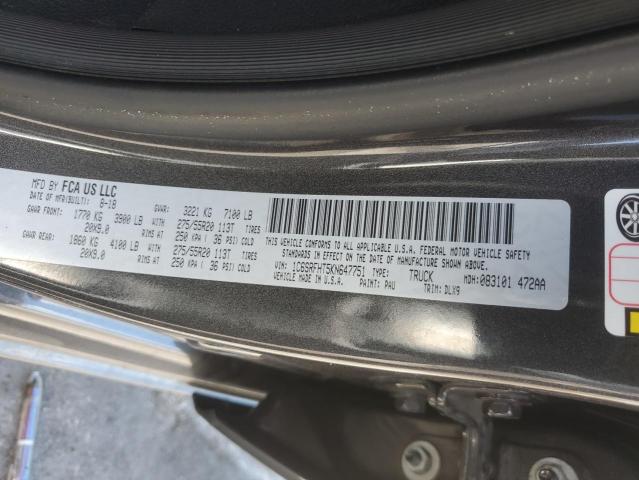 MFD BY FCA US LLC
DATE OF MFR(BUILT): 8-18 GVWR: 3221 KG 7100 LB
GAWR FRONT: 1770 KG 3900 LB WITH 275/55R20 113T TIRES
20X9.0 RIMS AT 250 KPA ( 36 PSI) COLD
GAWR REAR: 1860 KG 4100 LB WITH 275/55R20 113T TIRES
20X9.0 RIMS AT 250 KPA ( 36 PSI) COLD
THIS VEHICLE CONFORMS TO ALL APPLICABLE U.S.A. FEDERAL MOTOR VEHICLE SAFETY
STANDARDS IN EFFECT ON THE DATE OF MANUFACTURE SHOWN ABOVE.
VIN: 1C6SRFHT5KN647751 TYPE: TRUCK MDH:083101 472AA
VEHICLE MADE IN U.S.A. PAINT: PAU TRIM: DLX9